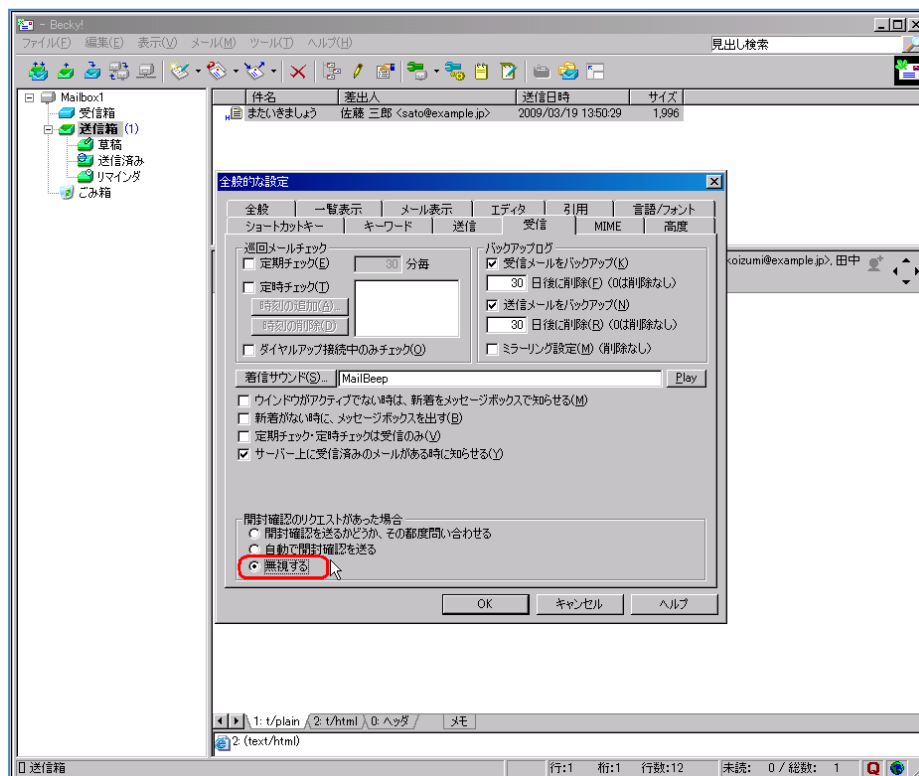 - Becky!
ファイル(F) 編集(E) 表示(V) メール(M) ツール(T) ヘルプ(H)
見出し検索
Mailbox1
受信箱
送信箱 (1)
草稿
送信済み
リマインダ
ごみ箱
件名 差出人 送信日時 サイズ
またいきましょう 佐藤 三郎 <sato@example.jp> 2009/03/19 13:50:29 1,996
<oizumi@example.jp>, 田中
全般的な設定
全般 一覧表示 メール表示 エディタ 引用 言語/フォント
ショートカットキー キーワード 送信 受信 MIME 高度
巡回メールチェック
定期チェック(E) 30 分毎
定時チェック(T)
時刻の追加(A)...
時刻の削除(D)
ダイヤルアップ接続中のみチェック(O)
バックアップログ
受信メールをバックアップ(K)
30 日後に削除(F) (0は削除なし)
送信メールをバックアップ(N)
30 日後に削除(R) (0は削除なし)
ミラーリング設定(M) (削除なし)
着信サウンド(S)... MailBeep Play
ウインドウがアクティブでない時は、新着をメッセージボックスで知らせる(M)
新着がない時に、メッセージボックスを出す(B)
定期チェック・定時チェックは受信のみ(V)
サーバー上に受信済みのメールがある時に知らせる(Y)
開封確認のリクエストがあった場合
開封確認を送るかどうか、その都度問い合わせる
自動で開封確認を送る
無視する
OK キャンセル ヘルプ
1: t/plain 2: t/html 0: ヘッダ メモ
2: (text/html)
送信箱 行:1 桁:1 行数:12 未読: 0 / 総数: 1 Q